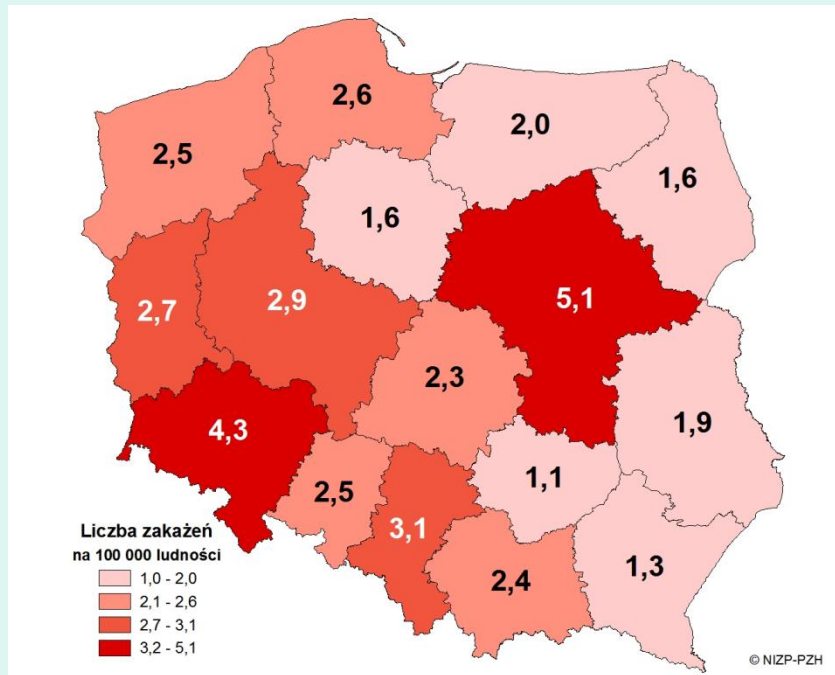 2,6
2,0
2,5
1,6
1,6
5,1
2,9
2,7
2,3
4,3
1,9
1,1
2,5
3,1
2,4
1,3
Liczba zakażeń
na 100 000 ludności
1,0 - 2,0
2,1 - 2,6
2,7 - 3,1
3,2 - 5,1
© NIZP-PZH